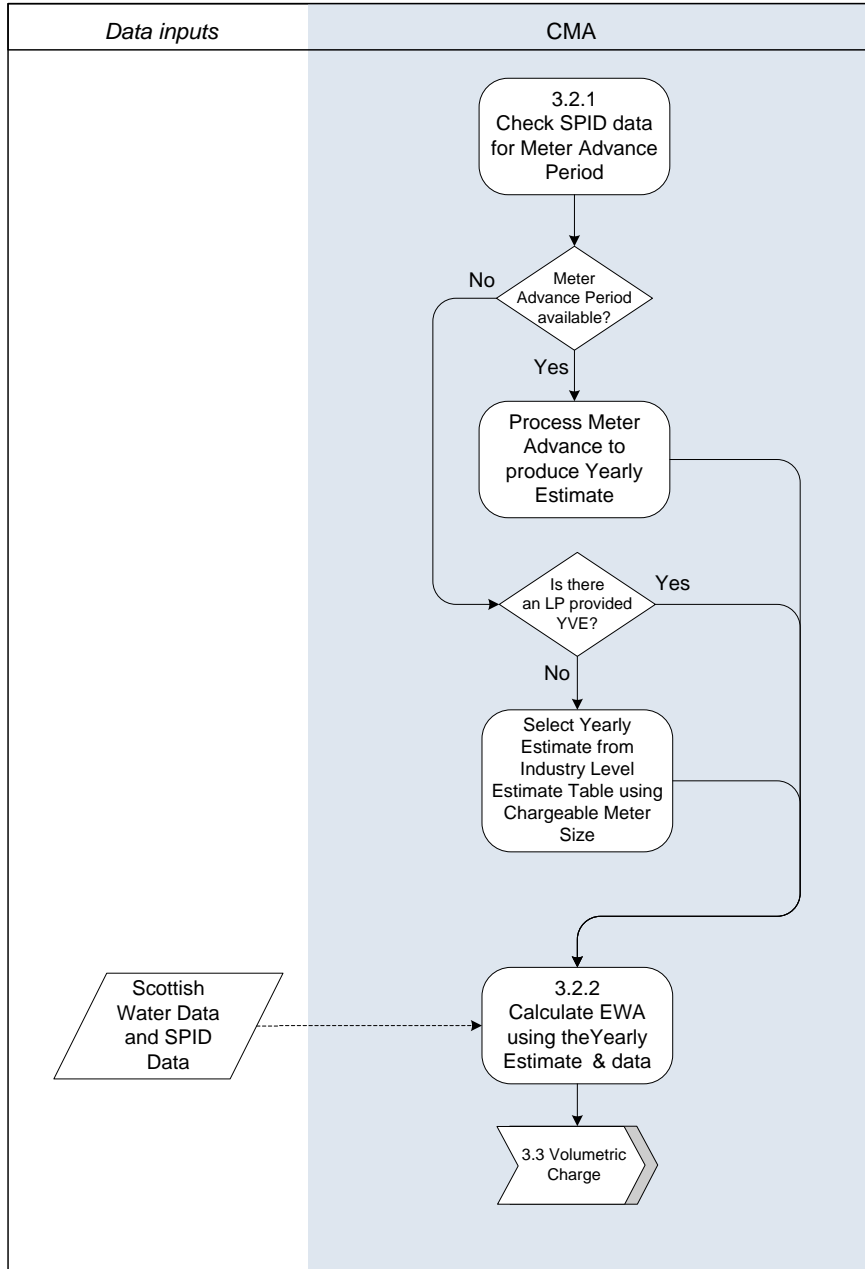 Data inputs
CMA
3.2.1
Check SPID data
for Meter Advance
Period
No
Meter
Advance Period
available?
Yes
Process Meter
Advance to
produce Yearly
Estimate
Is there
an LP provided
YVE?
Yes
No
Select Yearly
Estimate from
Industry Level
Estimate Table using
Chargeable Meter
Size
Scottish
Water Data
and SPID
Data
3.2.2
Calculate EWA
using theYearly
Estimate & data
3.3 Volumetric
Charge